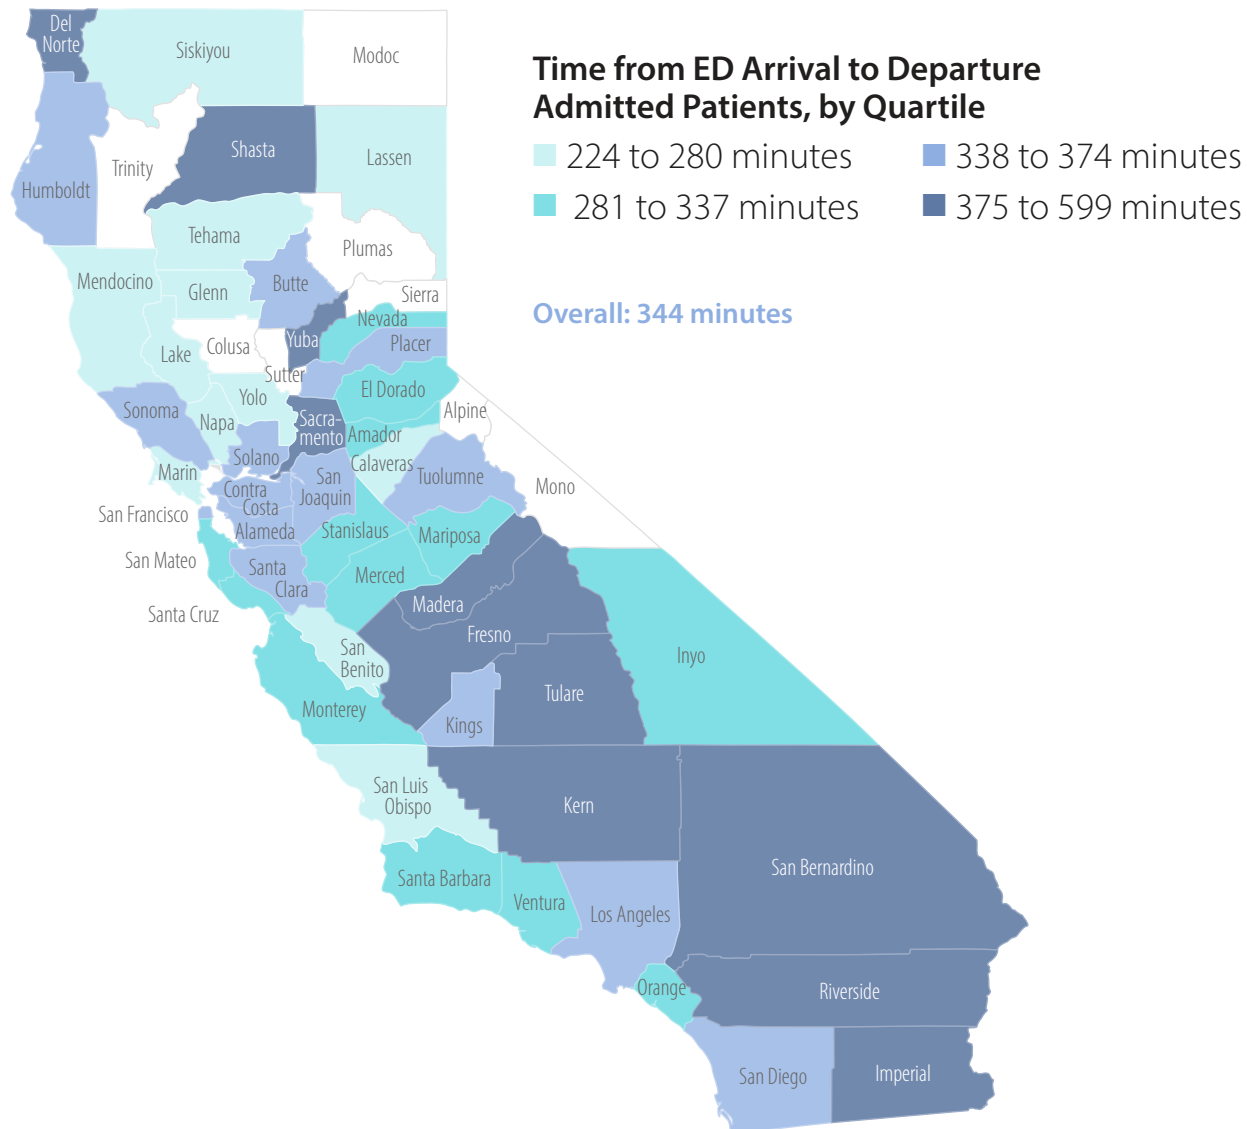 Time from ED Arrival to Departure
Admitted Patients, by Quartile
224 to 280 minutes
338 to 374 minutes
281 to 337 minutes
375 to 599 minutes
Overall: 344 minutes
Del
Norte
Siskiyou
Modoc
Shasta
Lassen
Trinity
Humboldt
Tehama
Plumas
Mendocino
Glenn
Butte
Sierra
Nevada
Yuba
Placer
Colusa
Lake
Sutter
El Dorado
Yolo
Sonoma
Napa
Sacra-
mento
Alpine
Amador
Solano
Calaveras
Marin
Tuolumne
San
Joaquin
Contra
Costa
Mono
San Francisco
Alameda
Stanislaus
Mariposa
San Mateo
Santa
Clara
Merced
Madera
Santa Cruz
Fresno
San
Benito
Inyo
Tulare
Monterey
Kings
San Luis
Obispo
Kern
San Bernardino
Santa Barbara
Ventura
Los Angeles
Orange
Riverside
San Diego
Imperial